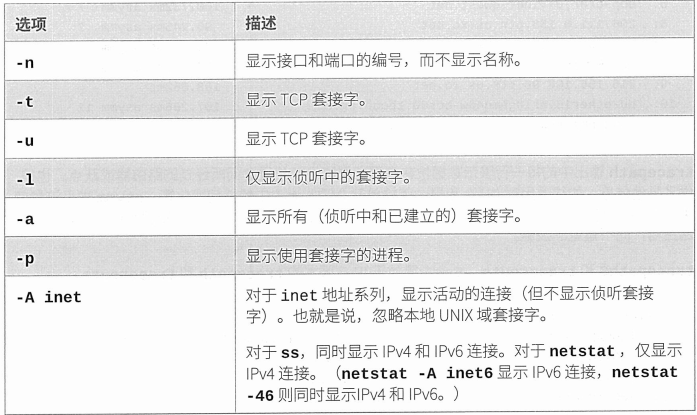 选项 描述
-n 显示接口和端口的编号，而不显示名称。
-t 显示 TCP 套接字。
-u 显示 TCP 套接字。
-l 仅显示侦听中的套接字。
-a 显示所有（侦听中和已建立的）套接字。
-p 显示使用套接字的进程。
-A inet 对于 inet 地址系列，显示活动的连接（但不显示侦听套接
字）。也就是说，忽略本地 UNIX 域套接字。
对于 ss，同时显示 IPv4 和 IPv6 连接。对于 netstat ，仅显示
IPv4 连接。（netstat -A inet6 显示 IPv6 连接，netstat
-46 则同时显示IPv4 和 IPv6。）